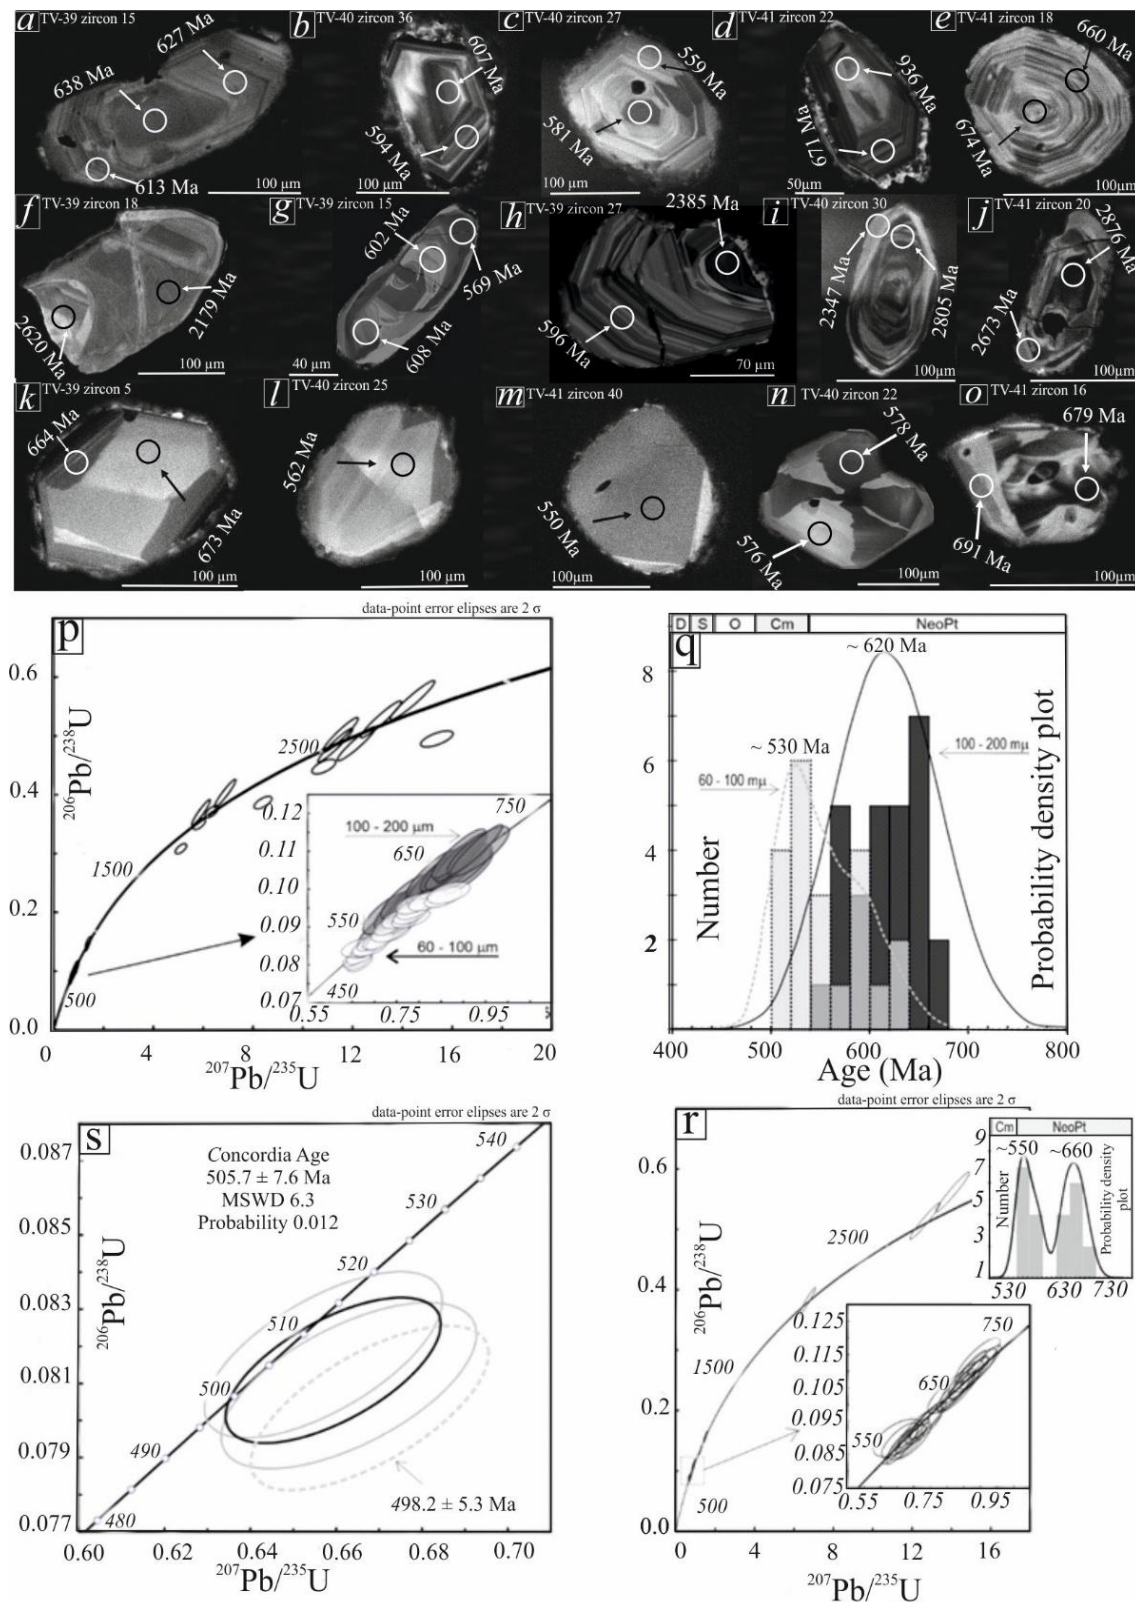 a TV-39 zircon 15
627 Ma
638 Ma
613 Ma
100 µm
b TV-40 zircon 36
607 Ma
594 Ma
100 µm
c TV-40 zircon 27
559 Ma
581 Ma
100 µm
d TV-41 zircon 22
936 Ma
671 Ma
50µm
e TV-41 zircon 18
660 Ma
674 Ma
100µm
f TV-39 zircon 18
2179 Ma
2620 Ma
100 µm
g TV-39 zircon 15
602 Ma
569 Ma
608 Ma
40 µm
h TV-39 zircon 27
2385 Ma
596 Ma
70 µm
i TV-40 zircon 30
2347 Ma
2805 Ma
100µm
j TV-41 zircon 20
2876 Ma
2673 Ma
100µm
k TV-39 zircon 5
664 Ma
673 Ma
100 µm
l TV-40 zircon 25
562 Ma
100 µm
m TV-41 zircon 40
550 Ma
100µm
n TV-40 zircon 22
578 Ma
576 Ma
100 µm
o TV-41 zircon 16
679 Ma
691 Ma
100µm
data-point error elipses are 2 σ
p
0.6
0.4
0.2
0.0
206Pb/238U
2500
1500
500
0 4 8 12 16 20
207Pb/235U
0.12
0.11
0.10
0.09
0.08
0.07
750
100 - 200 µm
650
550
60 - 100 µm
450
0.55 0.75 0.95
D S O Cm NeoPt
q
8
6
4
2
~ 620 Ma
~ 530 Ma
100 - 200 mµ
60 - 100 mµ
Number
Probability density plot
400 500 600 700 800
Age (Ma)
data-point error elipses are 2 σ
s
Concordia Age
505.7 ± 7.6 Ma
MSWD 6.3
Probability 0.012
0.087
0.085
0.083
0.081
0.079
0.077
206Pb/238U
540
530
520
510
500
490
480
498.2 ± 5.3 Ma
0.60 0.62 0.64 0.66 0.68 0.70
207Pb/235U
data-point error elipses are 2 σ
r
0.6
0.4
0.2
0.0
206Pb/238U
2500
1500
500
0 4 8 12 16
207Pb/235U
Cm NeoPt
9
7
5
3
1
~550 ~660
Number
Probability density
plot
530 630 730
0.125
0.115
0.105
0.095
0.085
0.075
750
650
550
0.55 0.75 0.95